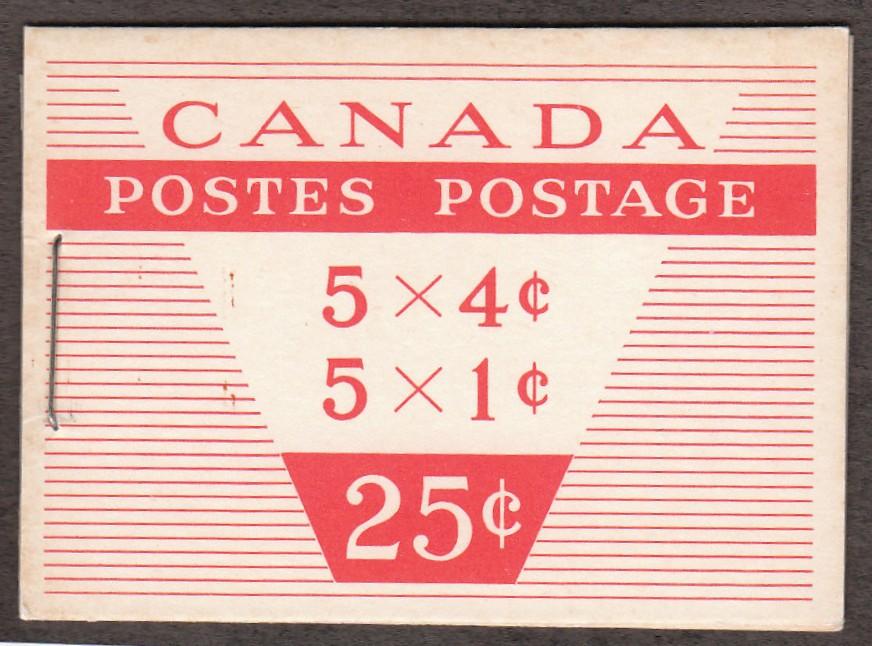 CANADA
POSTES POSTAGE
5 × 4¢
5 × 1¢
25¢